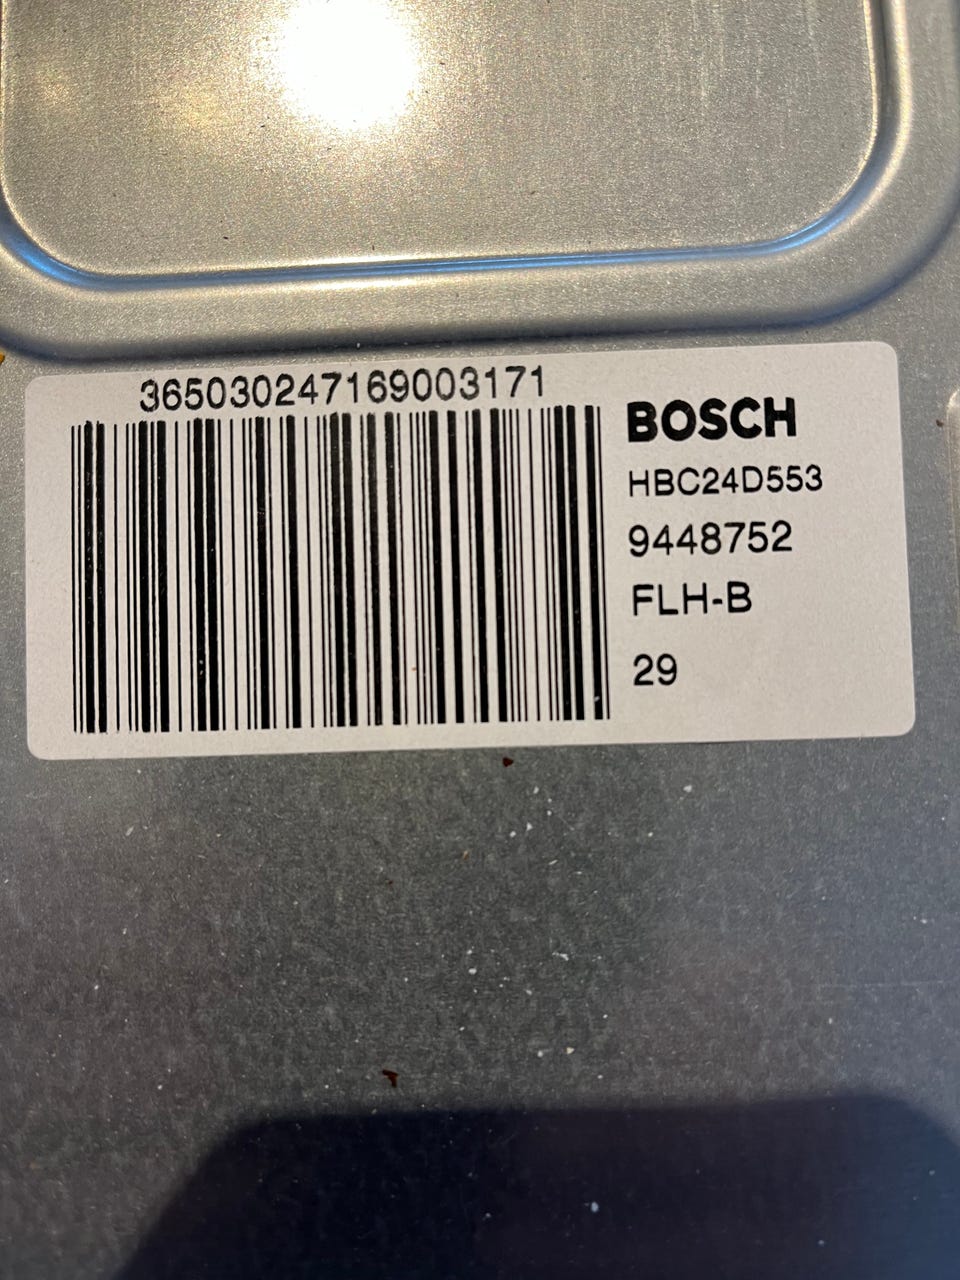 365030247169003171
BOSCH
HBC24D553
9448752
FLH-B
29